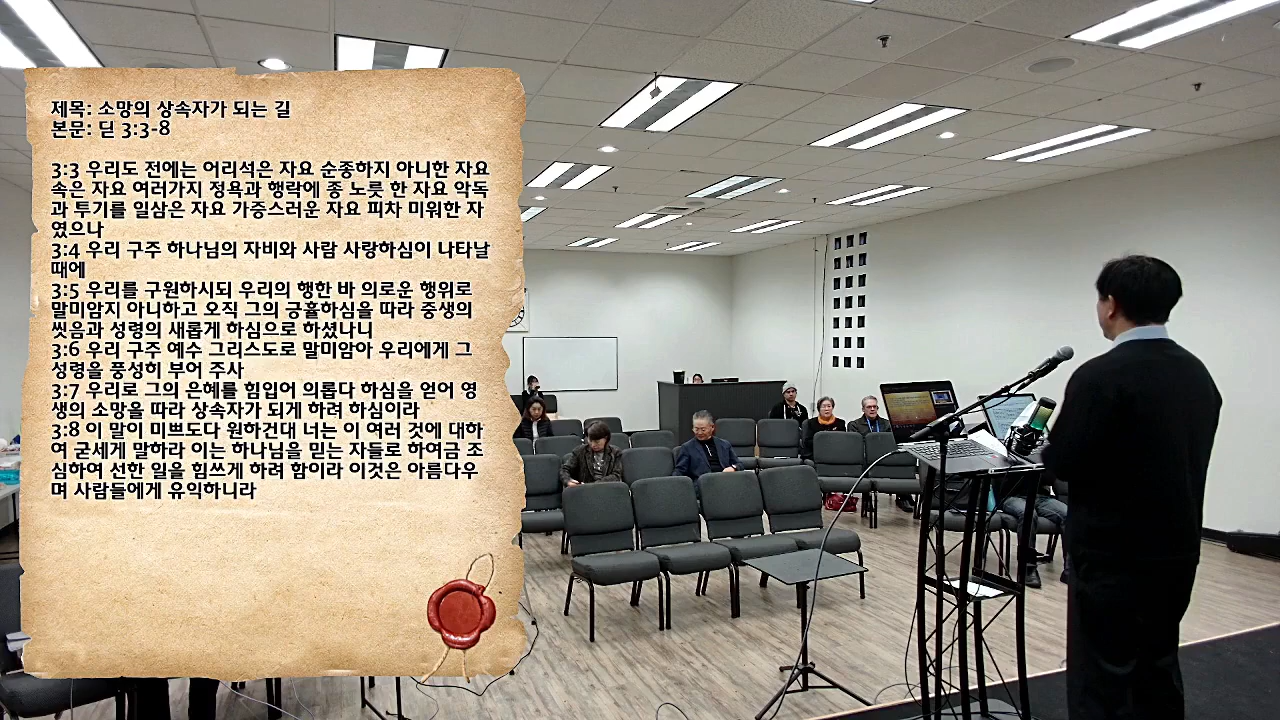 제목: 소망의 상속자가 되는 길
본문: 딛 3:3-8
3:3 우리도 전에는 어리석은 자요 순종하지 아니한 자요
속은 자요 여러가지 정욕과 행락에 종 노릇 한 자요 악독
과 투기를 일삼은 자요 가증스러운 자요 피차 미워한 자
였으나
3:4 우리 구주 하나님의 자비와 사람 사랑하심이 나타날
때에
3:5 우리를 구원하시되 우리의 행한 바 의로운 행위로
말미암지 아니하고 오직 그의 긍휼하심을 따라 중생의
씻음과 성령의 새롭게 하심으로 하셨나니
3:6 우리 구주 예수 그리스도로 말미암아 우리에게 그
성령을 풍성히 부어 주사
3:7 우리로 그의 은혜를 힘입어 의롭다 하심을 얻어 영
생의 소망을 따라 상속자가 되게 하려 하심이라
3:8 이 말이 미쁘도다 원하건대 너는 이 여러 것에 대하
여 굳세게 말하라 이는 하나님을 믿는 자들로 하여금 조
심하여 선한 일을 힘쓰게 하려 함이라 이것은 아름다우
며 사람들에게 유익하니라